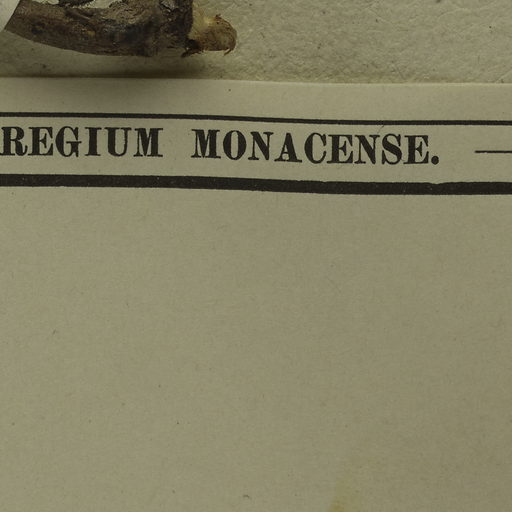 REGIUM MONACENSE. —